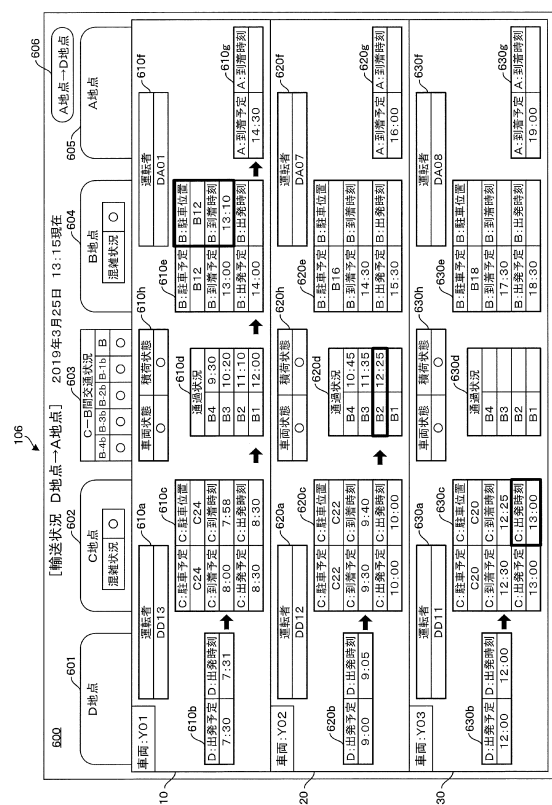 106
600
[輸送状況 D地点→A地点] 2019年3月25日 13:15現在
A地点→D地点
606
601
D地点
602
C地点
混雑状況 ○
603
C－B間交通状況
B-4b B-3b B-2b B-1b B
○ ○ ○ ○ ○
604
B地点
混雑状況 ○
605
A地点
10
車両:Y01
610a
運転者
DD13
610h
車両状態 積荷状態
○ ○
610f
運転者
DA01
610b
D:出発予定 D:出発時刻
7:30 7:31
610c
C:駐車予定 C:駐車位置
C24 C24
C:到着予定 C:到着時刻
8:00 7:58
C:出発予定 C:出発時刻
8:30 8:30
610d
通過状況
B4 9:30
B3 10:20
B2 11:10
B1 12:00
610e
B:駐車予定 B:駐車位置
B12 B12
B:到着予定 B:到着時刻
13:00 13:10
B:出発予定 B:出発時刻
14:00
610g
A:到着予定 A:到着時刻
14:30
20
車両:Y02
620a
運転者
DD12
620h
車両状態 積荷状態
○ ○
620f
運転者
DA07
620b
D:出発予定 D:出発時刻
9:00 9:05
620c
C:駐車予定 C:駐車位置
C22 C22
C:到着予定 C:到着時刻
9:30 9:40
C:出発予定 C:出発時刻
10:00 10:00
620d
通過状況
B4 10:45
B3 11:35
B2 12:25
B1
620e
B:駐車予定 B:駐車位置
B16
B:到着予定 B:到着時刻
14:30
B:出発予定 B:出発時刻
15:30
620g
A:到着予定 A:到着時刻
16:00
30
車両:Y03
630a
運転者
DD11
630h
車両状態 積荷状態
○ ○
630f
運転者
DA08
630b
D:出発予定 D:出発時刻
12:00 12:00
630c
C:駐車予定 C:駐車位置
C20 C20
C:到着予定 C:到着時刻
12:30 12:25
C:出発予定 C:出発時刻
13:00 13:00
630d
通過状況
B4
B3
B2
B1
630e
B:駐車予定 B:駐車位置
B18
B:到着予定 B:到着時刻
17:30
B:出発予定 B:出発時刻
18:30
630g
A:到着予定 A:到着時刻
19:00